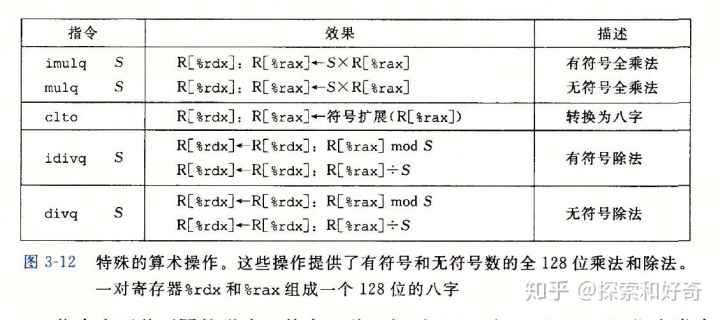 指令 效果 描述
imulq S R[%rdx]：R[%rax]←S×R[%rax] 有符号全乘法
mulq S R[%rdx]：R[%rax]←S×R[%rax] 无符号全乘法
clto R[%rdx]：R[%rax]←符号扩展(R[%rax]) 转换为八字
idivq S R[%rdx]←R[%rdx]：R[%rax] mod S 有符号除法
R[%rdx]←R[%rdx]：R[%rax]÷S
divq S R[%rdx]←R[%rdx]：R[%rax] mod S 无符号除法
R[%rdx]←R[%rdx]：R[%rax]÷S
图 3-12 特殊的算术操作。这些操作提供了有符号和无符号数的全 128 位乘法和除法。
一对寄存器%rdx 和%rax 组成一个 128 位的八字
知乎 @探索和好奇